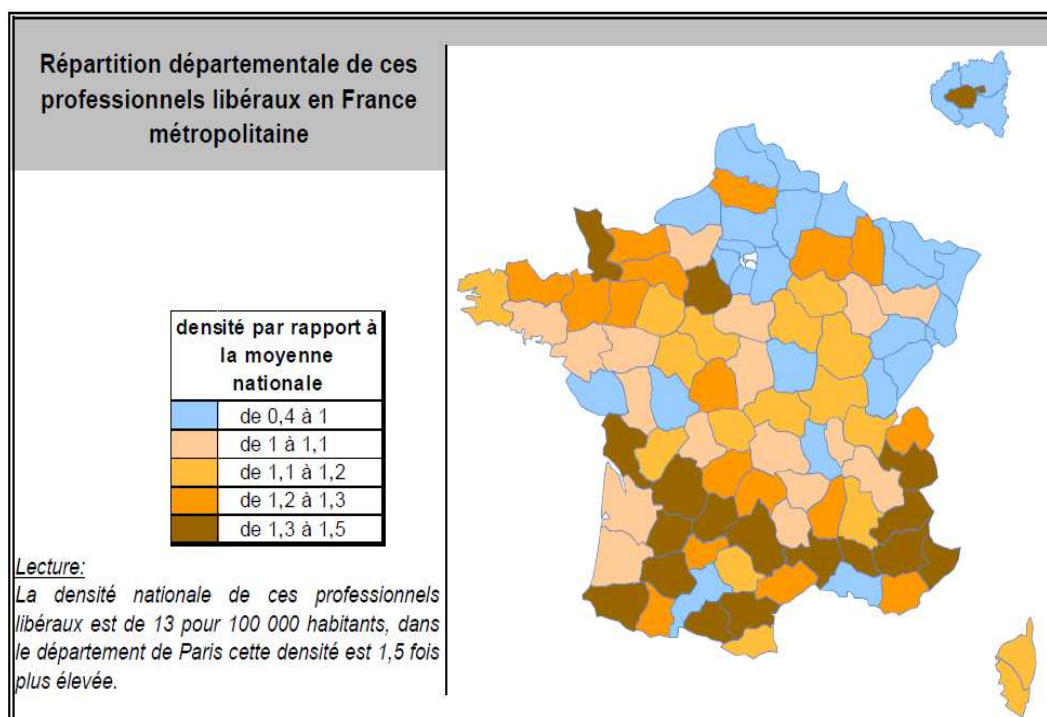 Répartition départementale de ces
professionnels libéraux en France
métropolitaine
densité par rapport à
la moyenne
nationale
de 0,4 à 1
de 1 à 1,1
de 1,1 à 1,2
de 1,2 à 1,3
de 1,3 à 1,5
Lecture:
La densité nationale de ces professionnels
libéraux est de 13 pour 100 000 habitants, dans
le département de Paris cette densité est 1,5 fois
plus élevée.